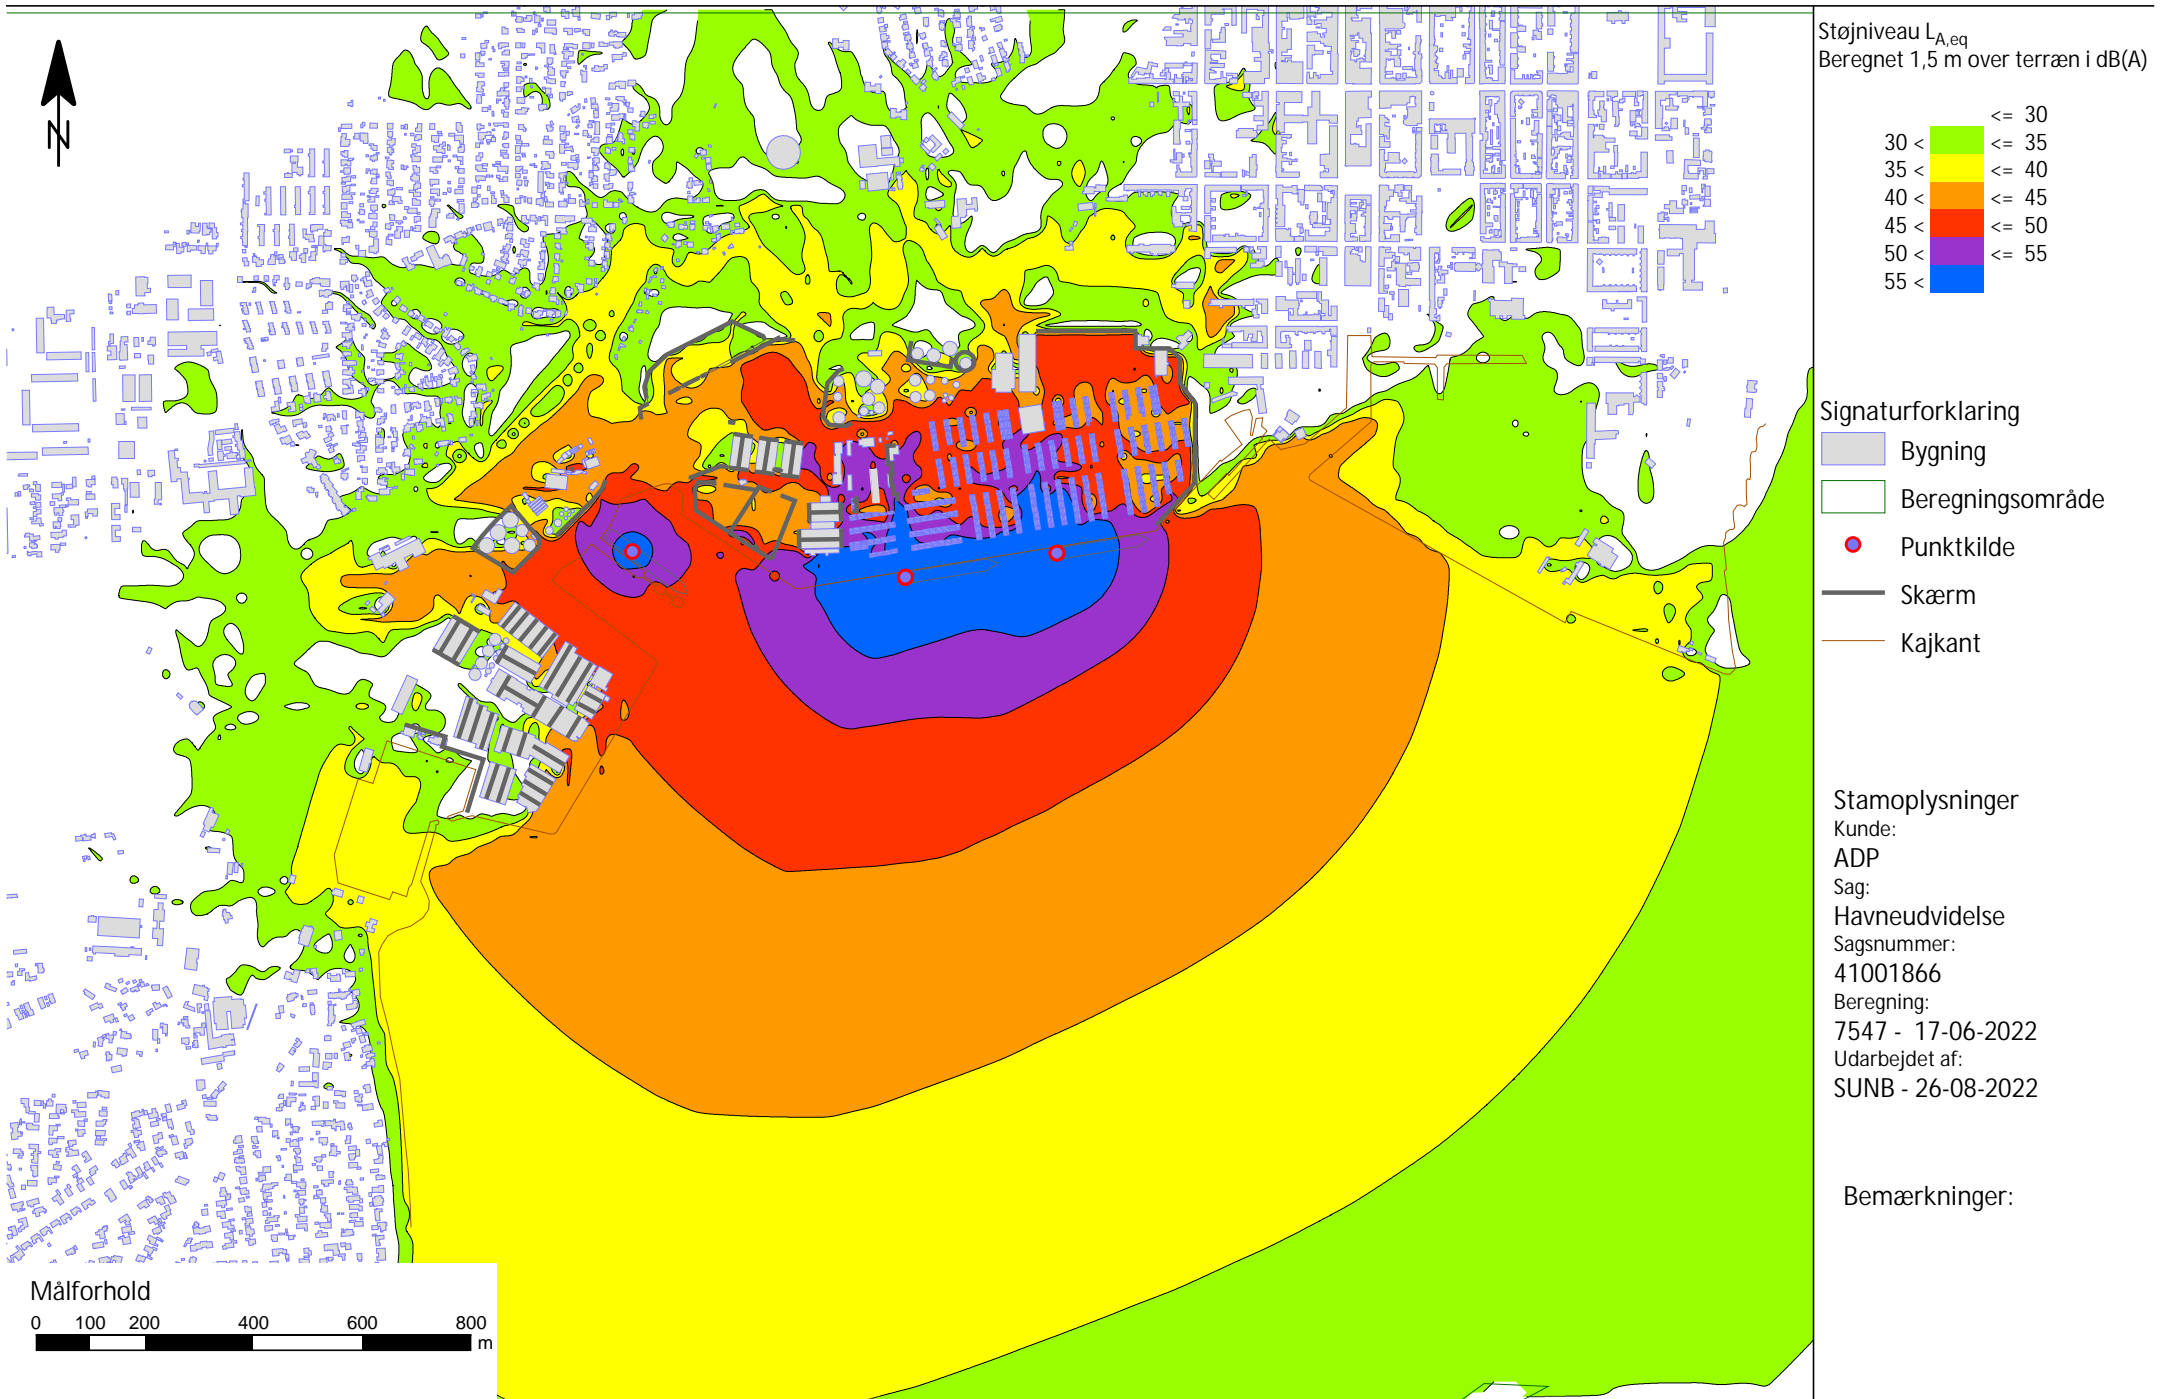 N
Støjniveau LA,eq
Beregnet 1,5 m over terræn i dB(A)
<= 30
30 < <= 35
35 < <= 40
40 < <= 45
45 < <= 50
50 < <= 55
55 <
Signaturforklaring
Bygning
Beregningsområde
Punktkilde
Skærm
Kajkant
Stamoplysninger
Kunde:
ADP
Sag:
Havneudvidelse
Sagsnummer:
41001866
Beregning:
7547 - 17-06-2022
Udarbejdet af:
SUNB - 26-08-2022
Bemærkninger:
Målforhold
0 100 200 400 600 800
m